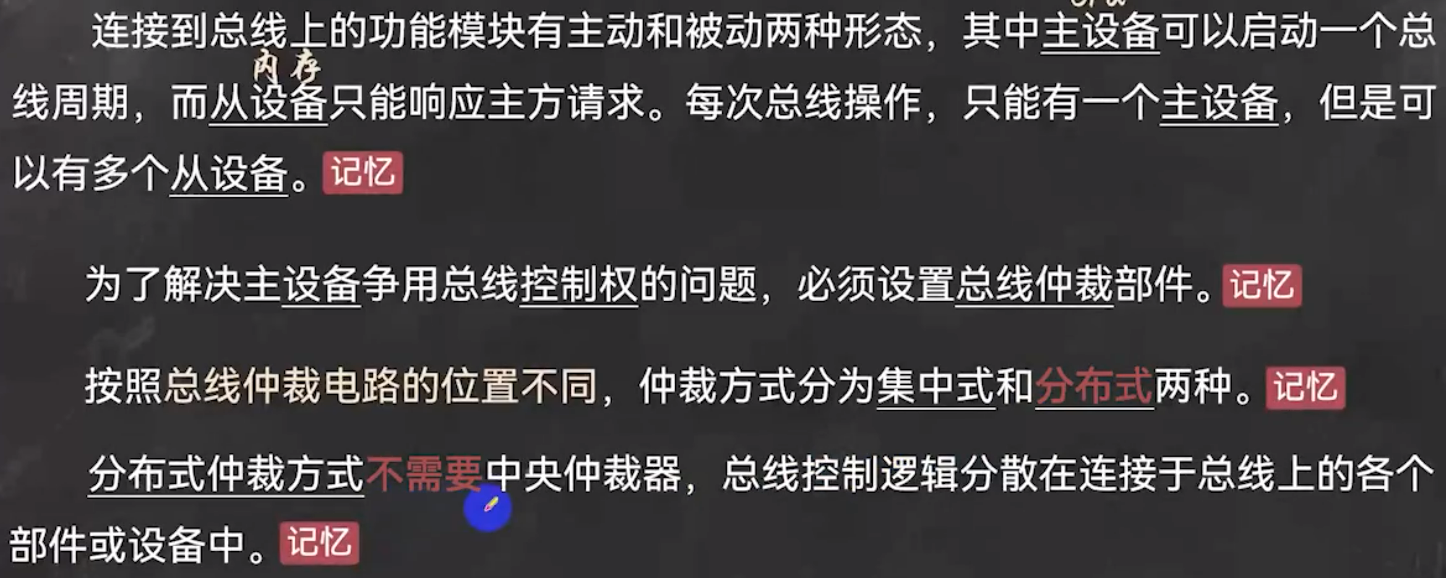 连接到总线上的功能模块有主动和被动两种形态，其中主设备可以启动一个总
内存
线周期，而从设备只能响应主方请求。每次总线操作，只能有一个主设备，但是可
以有多个从设备。记忆
为了解决主设备争用总线控制权的问题，必须设置总线仲裁部件。记忆
按照总线仲裁电路的位置不同，仲裁方式分为集中式和分布式两种。记忆
分布式仲裁方式不需要中央仲裁器，总线控制逻辑分散在连接于总线上的各个
部件或设备中。记忆